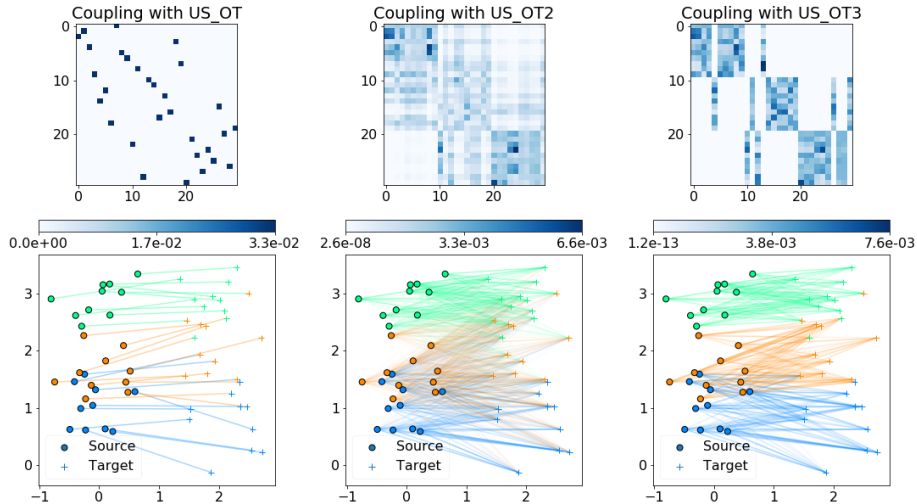 Coupling with US_OT
Coupling with US_OT2
Coupling with US_OT3
0
10
20
0
10
20
0
10
20
0
10
20
0
10
20
0
10
20
0.0e+00
1.7e-02
3.3e-02
2.6e-08
3.3e-03
6.6e-03
1.2e-13
3.8e-03
7.6e-03
3
2
1
0
3
2
1
0
3
2
1
0
Source
Target
Source
Target
Source
Target
−1
0
1
2
−1
0
1
2
−1
0
1
2